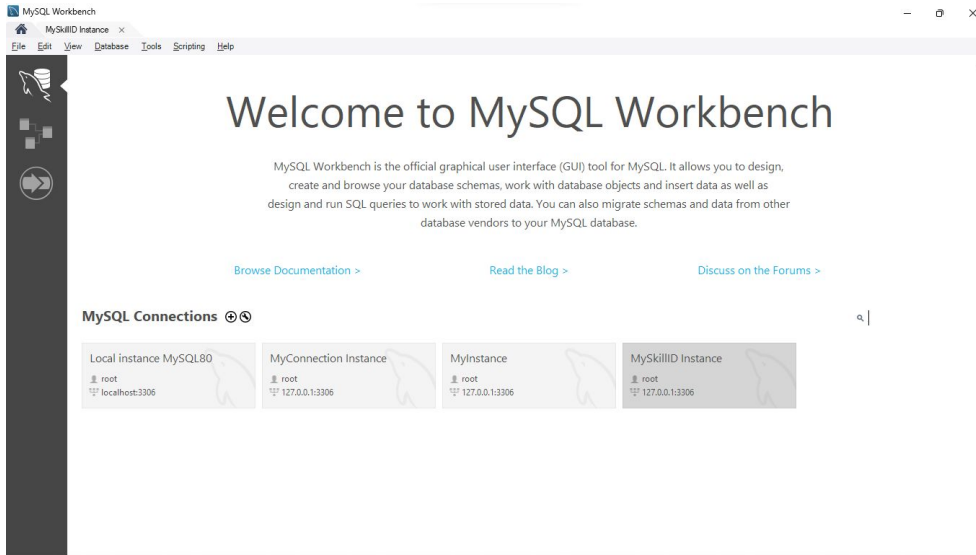 MySQL Workbench
MySkillID Instance
File Edit View Database Tools Scripting Help
Welcome to MySQL Workbench
MySQL Workbench is the official graphical user interface (GUI) tool for MySQL. It allows you to design,
create and browse your database schemas, work with database objects and insert data as well as
design and run SQL queries to work with stored data. You can also migrate schemas and data from other
database vendors to your MySQL database.
Browse Documentation > Read the Blog > Discuss on the Forums >
MySQL Connections
Local instance MySQL80
root
localhost:3306
MyConnection Instance
root
127.0.0.1:3306
MyInstance
root
127.0.0.1:3306
MySkillID Instance
root
127.0.0.1:3306